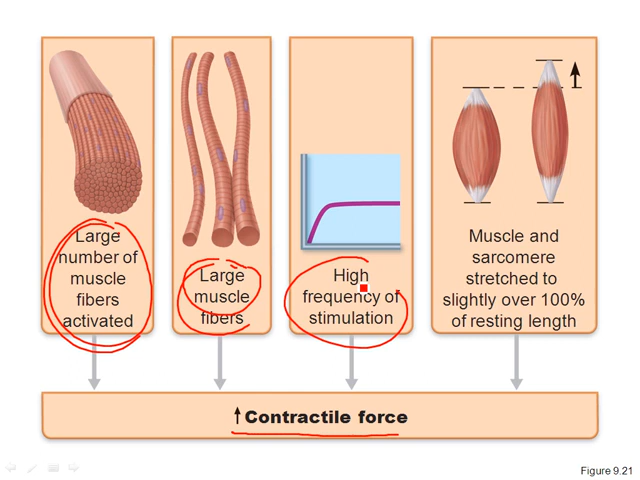 Large
number of
muscle
fibers
activated
Large
muscle
fibers
High
frequency of
stimulation
Muscle and
sarcomere
stretched to
slightly over 100%
of resting length
↑Contractile force
Figure 9.21